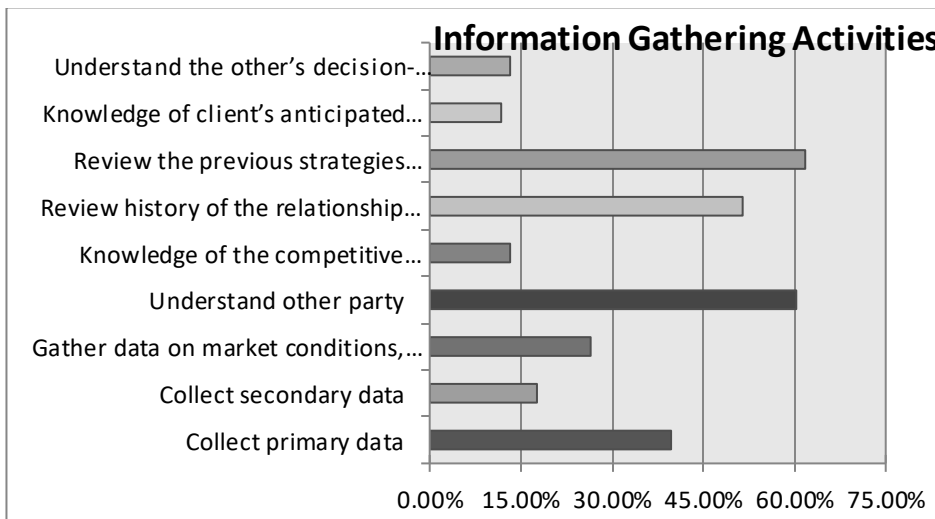 Information Gathering Activities
Understand the other’s decision-…
Knowledge of client’s anticipated…
Review the previous strategies…
Review history of the relationship…
Knowledge of the competitive…
Understand other party
Gather data on market conditions,…
Collect secondary data
Collect primary data
0.00% 15.00% 30.00% 45.00% 60.00% 75.00%